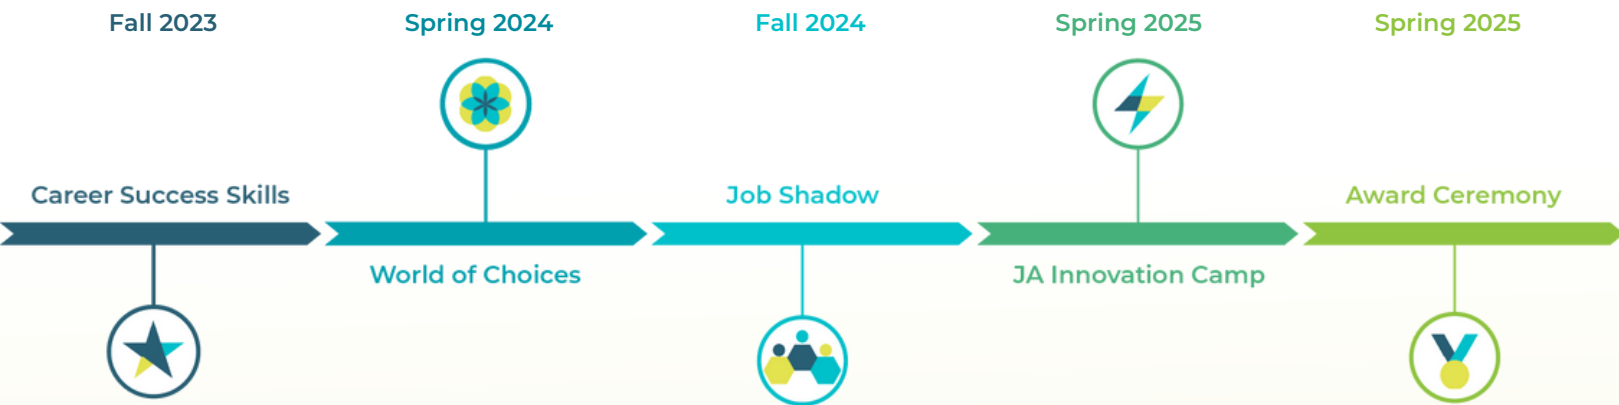 Fall 2023
Spring 2024
Fall 2024
Spring 2025
Spring 2025
Career Success Skills
Job Shadow
Award Ceremony
World of Choices
JA Innovation Camp